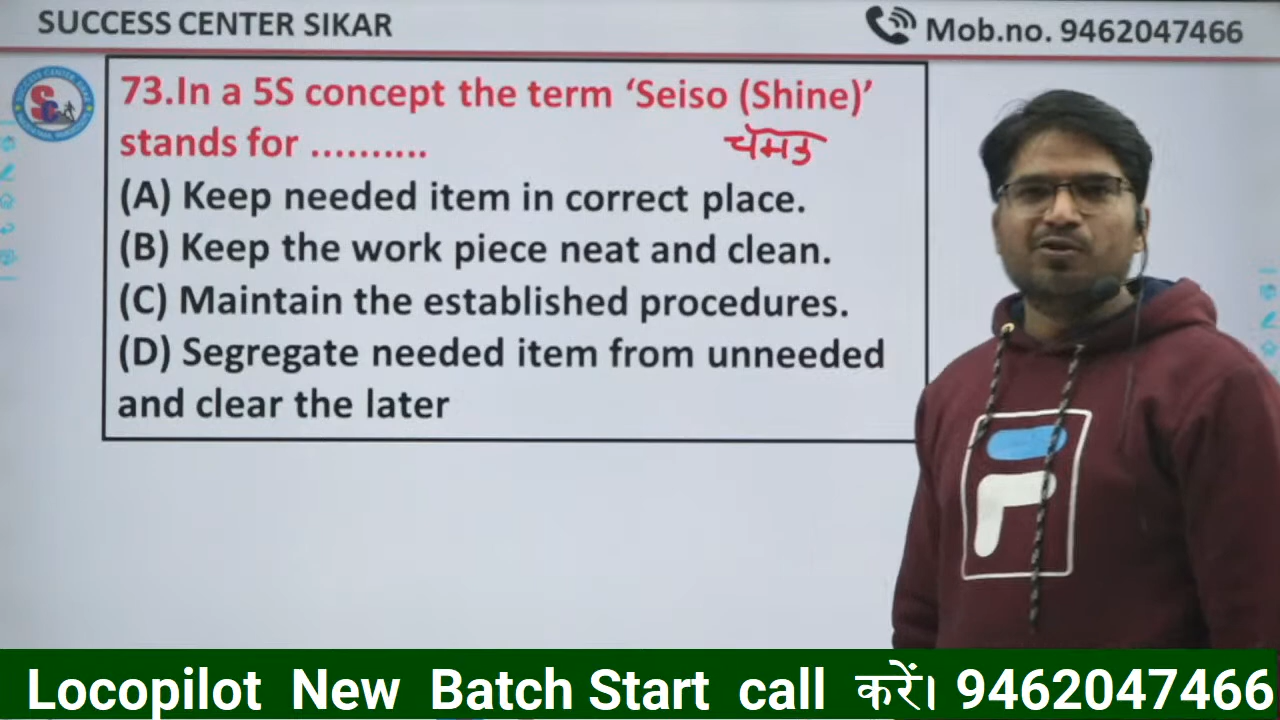 SUCCESS CENTER SIKAR
Mob.no. 9462047466
73.In a 5S concept the term ‘Seiso (Shine)’
stands for ..........
(A) Keep needed item in correct place.
(B) Keep the work piece neat and clean.
(C) Maintain the established procedures.
(D) Segregate needed item from unneeded
and clear the later
Locopilot New Batch Start call करें। 9462047466